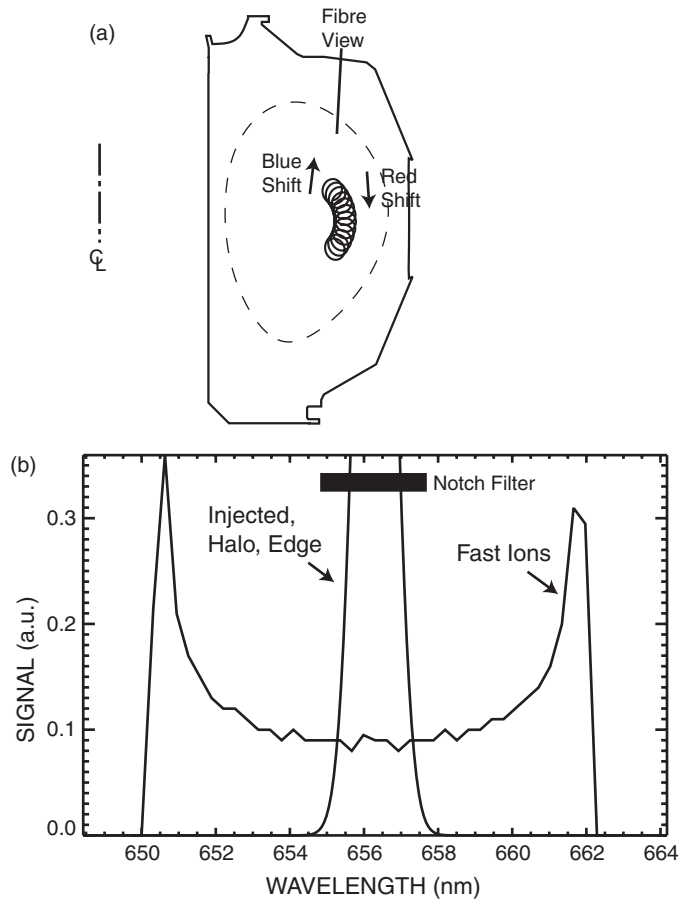 (a)
Fibre
View
Blue
Shift
Red
Shift
℄
(b)
Notch Filter
Injected,
Halo, Edge
Fast Ions
SIGNAL (a.u.)
0.3
0.2
0.1
0.0
650 652 654 656 658 660 662 664
WAVELENGTH (nm)